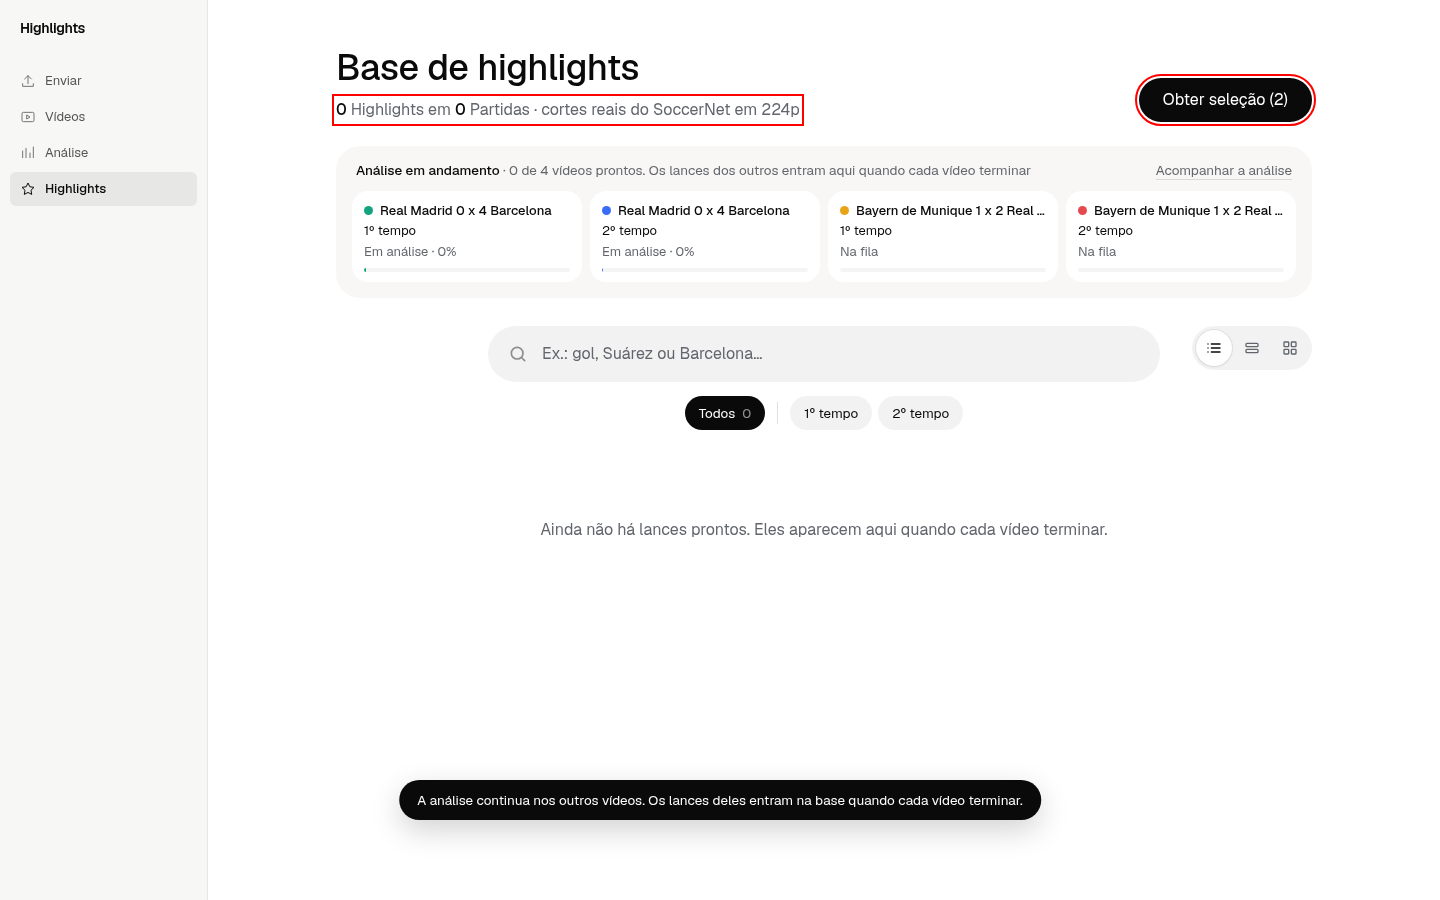 Highlights
Enviar
Vídeos
Análise
Highlights
Base de highlights
0 Highlights em 0 Partidas · cortes reais do SoccerNet em 224p
Obter seleção (2)
Análise em andamento · 0 de 4 vídeos prontos. Os lances dos outros entram aqui quando cada vídeo terminar
Acompanhar a análise
Real Madrid 0 x 4 Barcelona
1º tempo
Em análise · 0%
Real Madrid 0 x 4 Barcelona
2º tempo
Em análise · 0%
Bayern de Munique 1 x 2 Real ...
1º tempo
Na fila
Bayern de Munique 1 x 2 Real ...
2º tempo
Na fila
Ex.: gol, Suárez ou Barcelona...
Todos 0
1º tempo
2º tempo
Ainda não há lances prontos. Eles aparecem aqui quando cada vídeo terminar.
A análise continua nos outros vídeos. Os lances deles entram na base quando cada vídeo terminar.